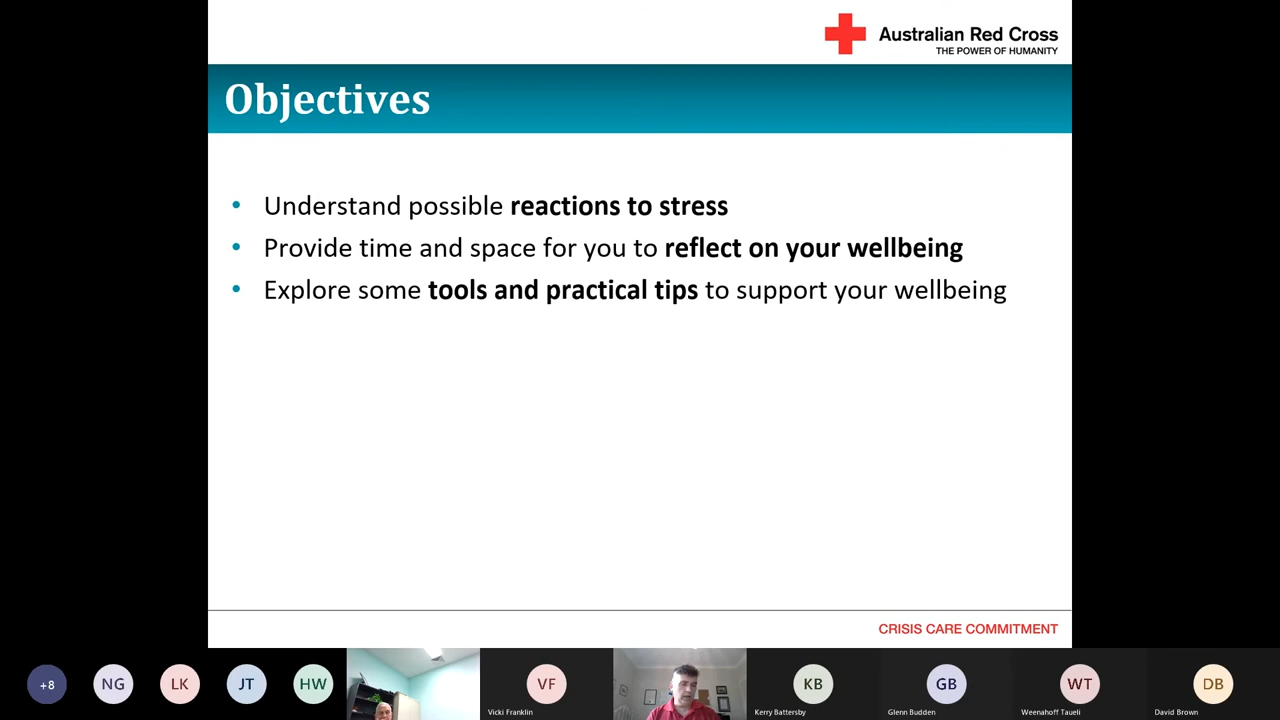 Australian Red Cross
THE POWER OF HUMANITY
Objectives
• Understand possible reactions to stress
• Provide time and space for you to reflect on your wellbeing
• Explore some tools and practical tips to support your wellbeing
CRISIS CARE COMMITMENT
+8
NG
LK
JT
HW
VF
Vicki Franklin
KB
Kerry Battersby
GB
Glenn Budden
WT
Weenahoff Taueli
DB
David Brown